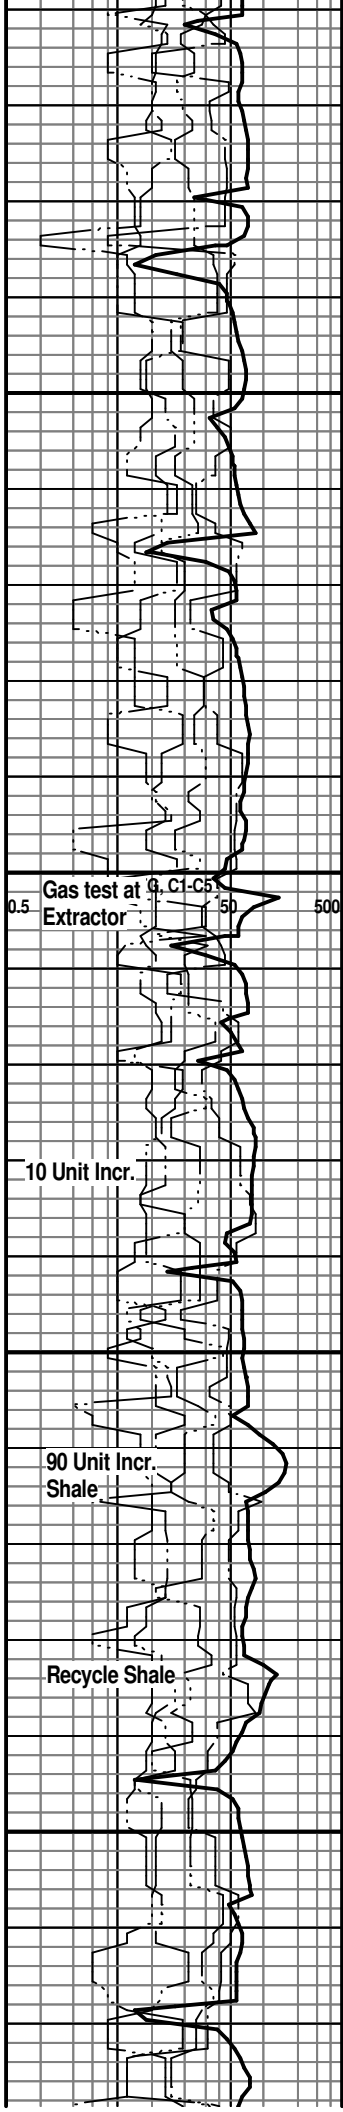 Gas test at G, C1-C5
0.5 Extractor 50 500
10 Unit Incr.
90 Unit Incr.
Shale
Recycle Shale